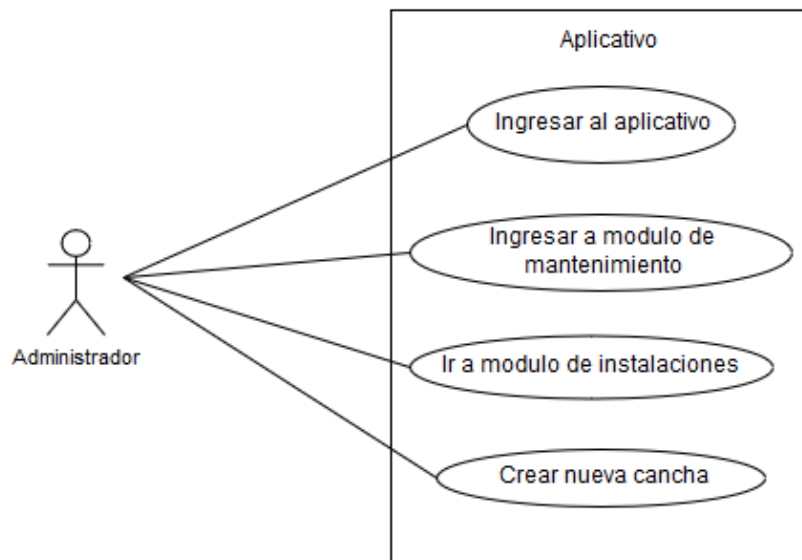 Aplicativo
Ingresar al aplicativo
Ingresar a modulo de
mantenimiento
Administrador
Ir a modulo de instalaciones
Crear nueva cancha